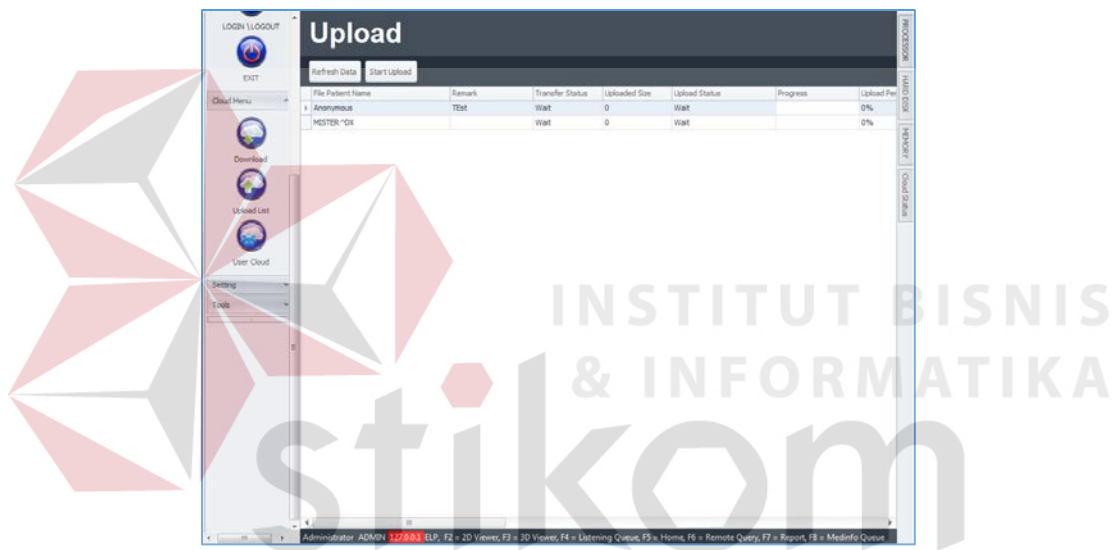 LOGIN \LOGOUT
EXIT
Cloud Menu
Download
Upload List
User Cloud
Setting
Tools
Upload
Refresh Data Start Upload
File Patient Name Remark Transfer Status Uploaded Size Upload Status Progress Upload Per
Anonymous TEst Wait 0 Wait 0%
MISTER^DX Wait 0 Wait 0%
PROCESSOR
HARD DISK
MEMORY
Cloud Status
Administrator ADMIN 127.0.0.1 ELP, F2 = 2D Viewer, F3 = 3D Viewer, F4 = Listening Queue, F5 = Home, F6 = Remote Query, F7 = Report, F8 = Medinfo Queue
INSTITUT BISNIS
& INFORMATIKA
stikom